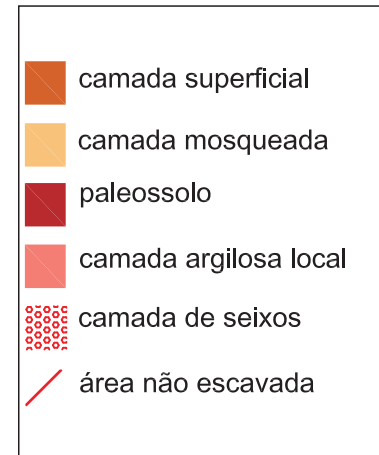 camada superficial
camada mosqueada
paleossolo
camada argilosa local
camada de seixos
área não escavada